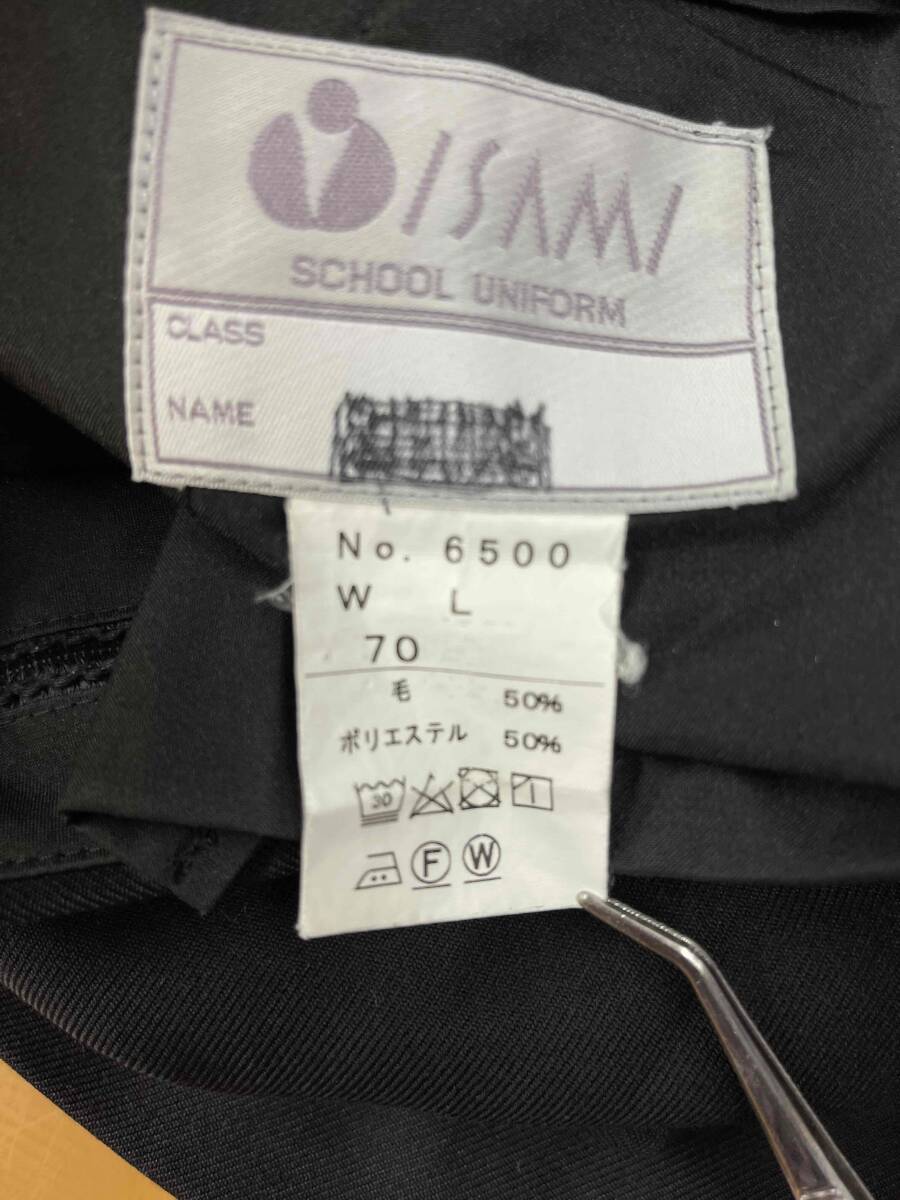 ISAMI
SCHOOL UNIFORM
CLASS
NAME
No. 6500
W L
70
毛 50%
ポリエステル 50%
30
F W